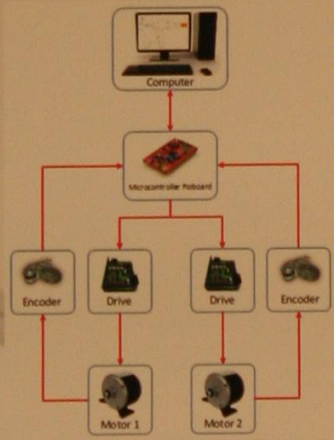 Computer
Microcontroller Roboard
Encoder
Drive
Drive
Encoder
Motor 1
Motor 2